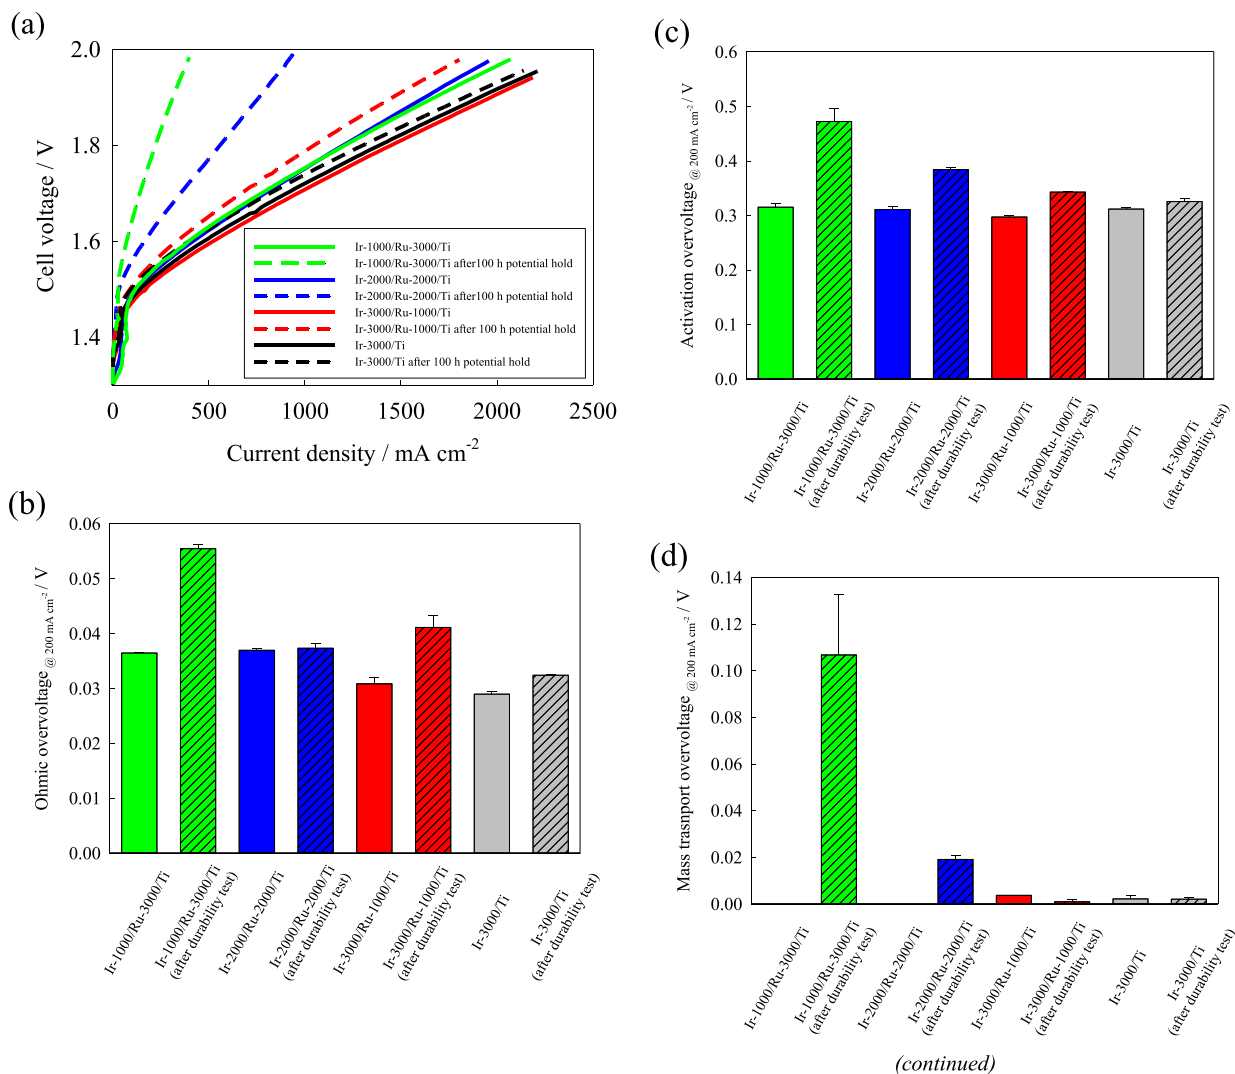 (a)
2.0
1.8
1.6
1.4
Cell voltage / V
0
500
1000
1500
2000
2500
Current density / mA cm-2
Ir-1000/Ru-3000/Ti
Ir-1000/Ru-3000/Ti after100 h potential hold
Ir-2000/Ru-2000/Ti
Ir-2000/Ru-2000/Ti after100 h potential hold
Ir-3000/Ru-1000/Ti
Ir-3000/Ru-1000/Ti after 100 h potential hold
Ir-3000/Ti
Ir-3000/Ti after 100 h potential hold
(b)
0.06
0.05
0.04
0.03
0.02
0.01
0.00
Ohmic overvoltage @ 200 mA cm-2 / V
Ir-1000/Ru-3000/Ti
Ir-1000/Ru-3000/Ti
(after durability test)
Ir-2000/Ru-2000/Ti
Ir-2000/Ru-2000/Ti
(after durability test)
Ir-3000/Ru-1000/Ti
Ir-3000/Ru-1000/Ti
(after durability test)
Ir-3000/Ti
Ir-3000/Ti
(after durability test)
(c)
0.6
0.5
0.4
0.3
0.2
0.1
0.0
Activation overvoltage @ 200 mA cm-2 / V
Ir-1000/Ru-3000/Ti
Ir-1000/Ru-3000/Ti
(after durability test)
Ir-2000/Ru-2000/Ti
Ir-2000/Ru-2000/Ti
(after durability test)
Ir-3000/Ru-1000/Ti
Ir-3000/Ru-1000/Ti
(after durability test)
Ir-3000/Ti
Ir-3000/Ti
(after durability test)
(d)
0.14
0.12
0.10
0.08
0.06
0.04
0.02
0.00
Mass trasnport overvoltage @ 200 mA cm-2 / V
Ir-1000/Ru-3000/Ti
Ir-1000/Ru-3000/Ti
(after durability test)
Ir-2000/Ru-2000/Ti
Ir-2000/Ru-2000/Ti
(after durability test)
Ir-3000/Ru-1000/Ti
Ir-3000/Ru-1000/Ti
(after durability test)
Ir-3000/Ti
Ir-3000/Ti
(after durability test)
(continued)